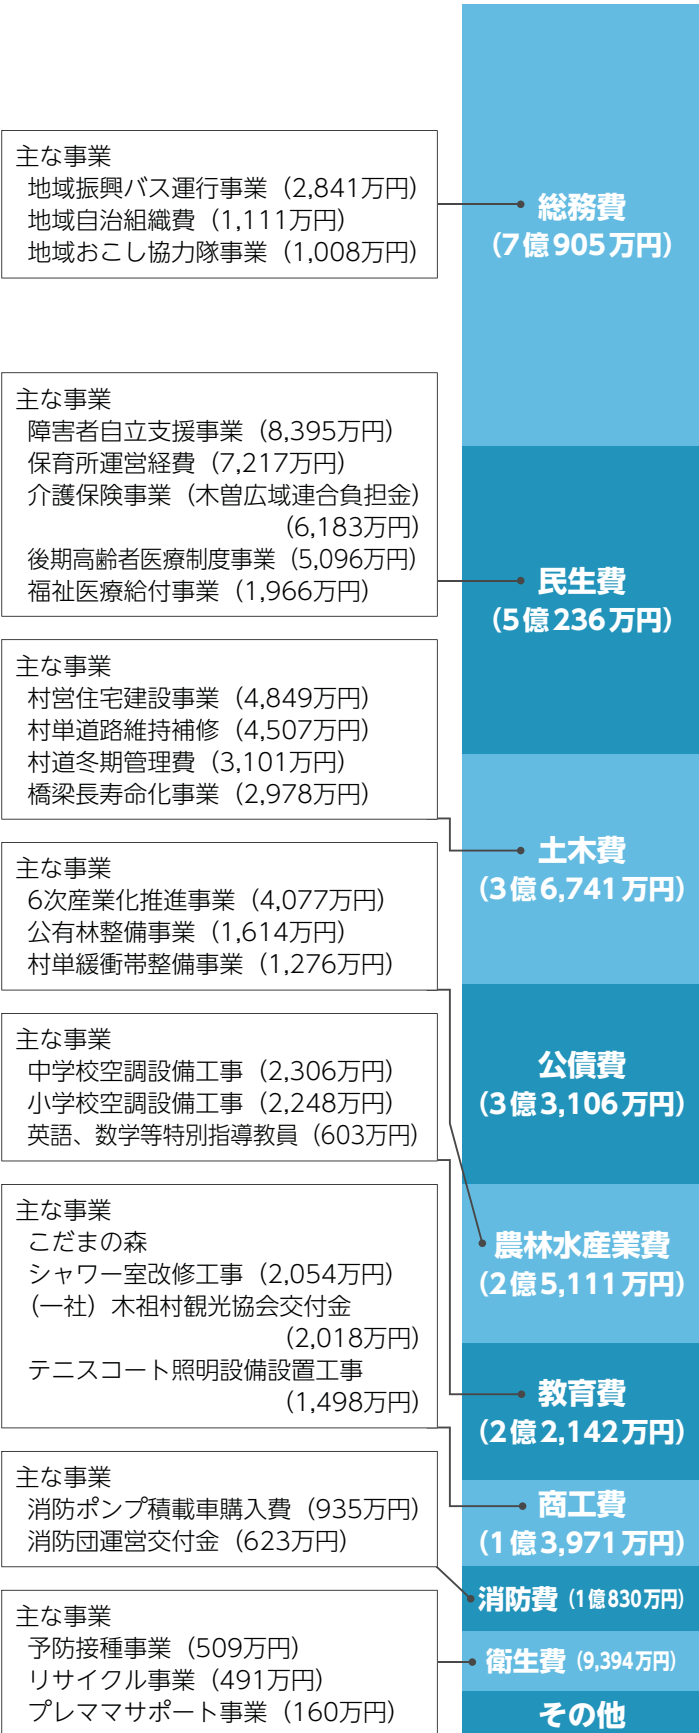 主な事業
地域振興バス運行事業（2,841万円）
地域自治組織費（1,111万円）
地域おこし協力隊事業（1,008万円）
総務費
（7億905万円）
主な事業
障害者自立支援事業（8,395万円）
保育所運営経費（7,217万円）
介護保険事業（木曽広域連合負担金）
（6,183万円）
後期高齢者医療制度事業（5,096万円）
福祉医療給付事業（1,966万円）
民生費
（5億236万円）
主な事業
村営住宅建設事業（4,849万円）
村単道路維持補修（4,507万円）
村道冬期管理費（3,101万円）
橋梁長寿命化事業（2,978万円）
土木費
（3億6,741万円）
主な事業
6次産業化推進事業（4,077万円）
公有林整備事業（1,614万円）
村単緩衝帯整備事業（1,276万円）
公債費
（3億3,106万円）
農林水産業費
（2億5,111万円）
主な事業
中学校空調設備工事（2,306万円）
小学校空調設備工事（2,248万円）
英語、数学等特別指導教員（603万円）
教育費
（2億2,142万円）
主な事業
こだまの森
シャワー室改修工事（2,054万円）
（一社）木祖村観光協会交付金
（2,018万円）
テニスコート照明設備設置工事
（1,498万円）
商工費
（1億3,971万円）
主な事業
消防ポンプ積載車購入費（935万円）
消防団運営交付金（623万円）
消防費（1億830万円）
主な事業
予防接種事業（509万円）
リサイクル事業（491万円）
プレママサポート事業（160万円）
衛生費（9,394万円）
その他